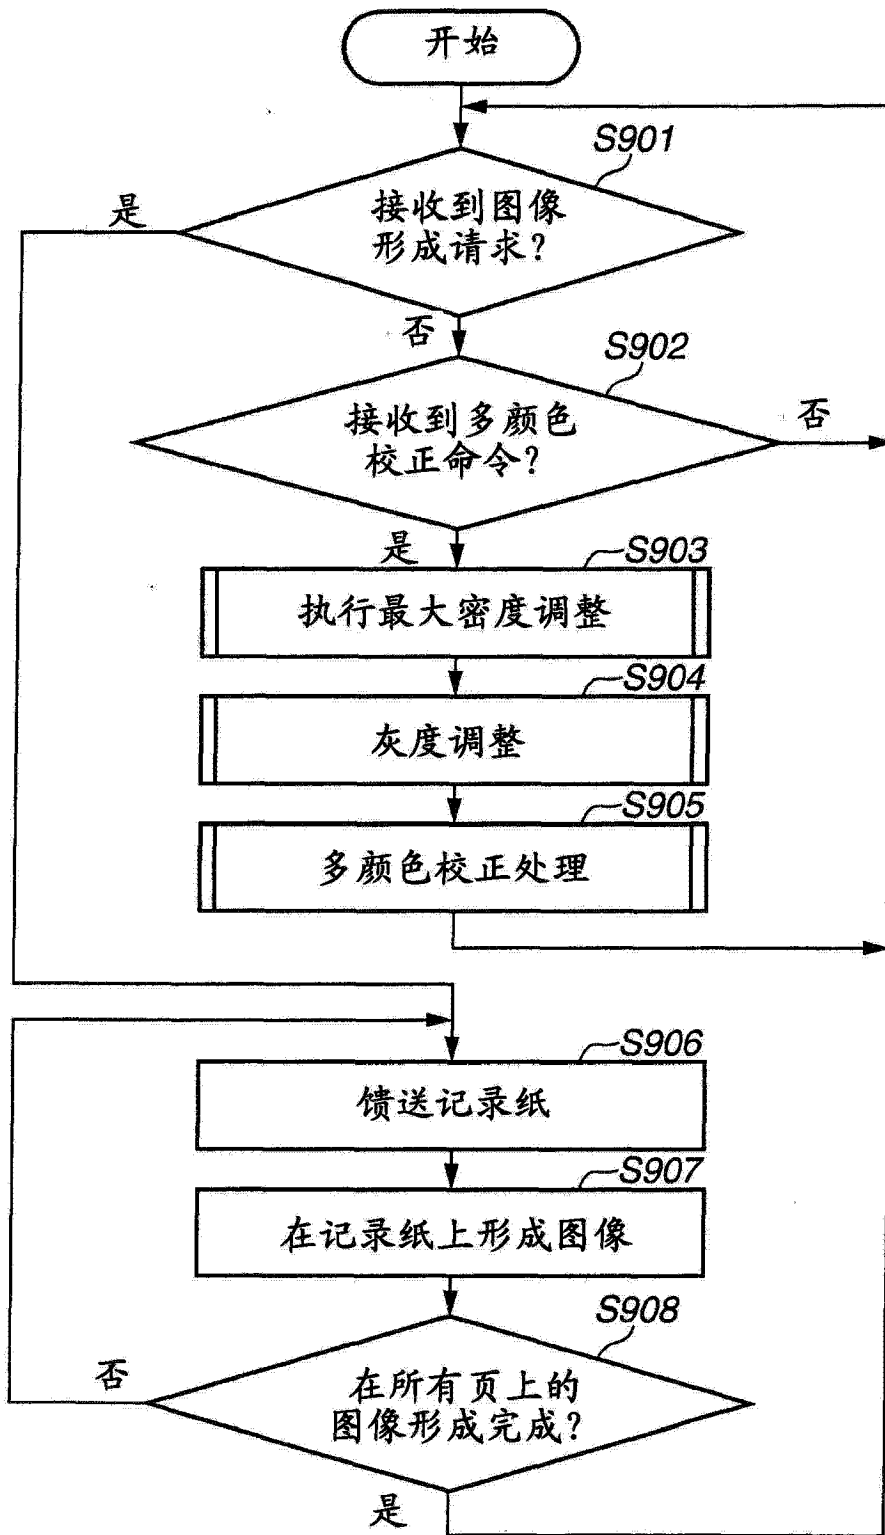 开始
S901
是
接收到图像
形成请求?
否
S902
接收到多颜色
校正命令?
否
是
S903
执行最大密度调整
S904
灰度调整
S905
多颜色校正处理
S906
馈送记录纸
S907
在记录纸上形成图像
S908
否
在所有页上的
图像形成完成?
是